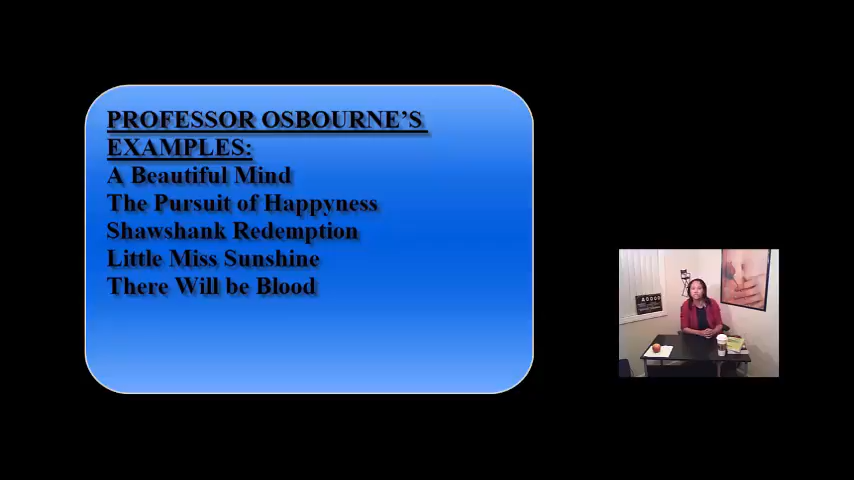 PROFESSOR OSBOURNE'S
EXAMPLES:
A Beautiful Mind
The Pursuit of Happyness
Shawshank Redemption
Little Miss Sunshine
There Will be Blood